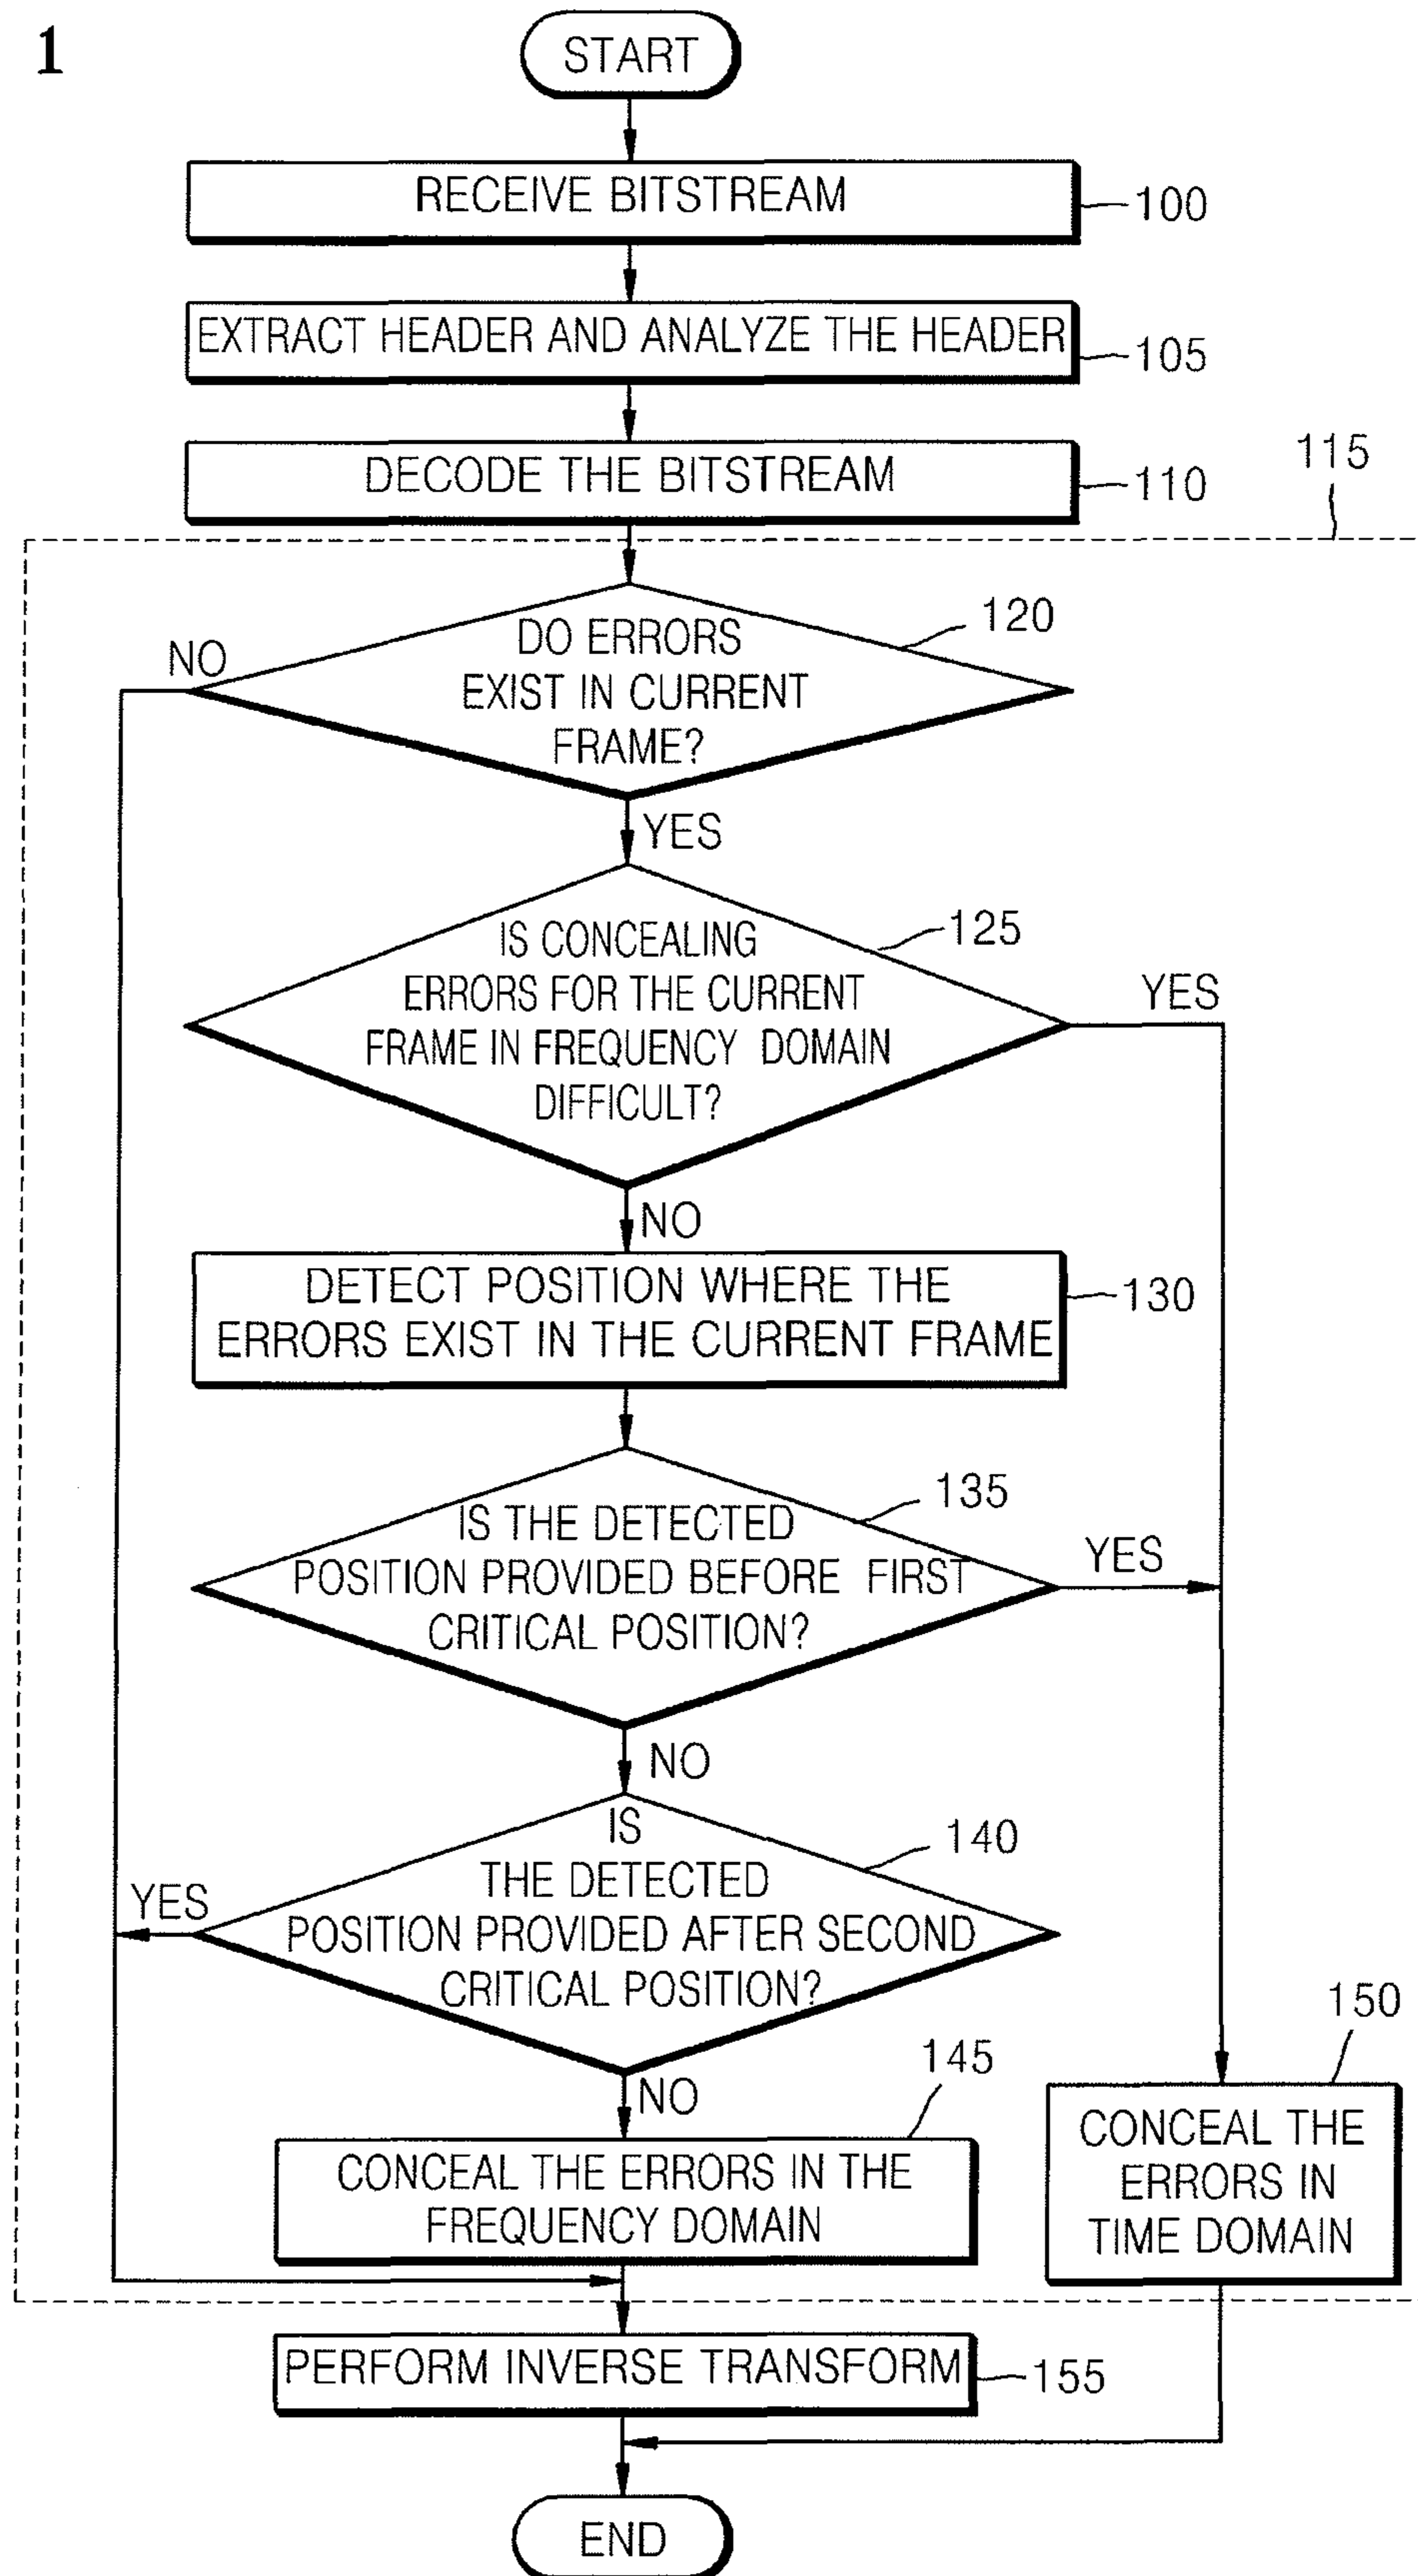 1
START
RECEIVE BITSTREAM
100
EXTRACT HEADER AND ANALYZE THE HEADER
105
DECODE THE BITSTREAM
110
115
DO ERRORS
EXIST IN CURRENT
FRAME?
120
NO
YES
IS CONCEALING
ERRORS FOR THE CURRENT
FRAME IN FREQUENCY DOMAIN
DIFFICULT?
125
YES
NO
DETECT POSITION WHERE THE
ERRORS EXIST IN THE CURRENT FRAME
130
IS THE DETECTED
POSITION PROVIDED BEFORE FIRST
CRITICAL POSITION?
135
YES
NO
IS
THE DETECTED
POSITION PROVIDED AFTER SECOND
CRITICAL POSITION?
140
YES
NO
145
CONCEAL THE ERRORS IN THE
FREQUENCY DOMAIN
150
CONCEAL THE
ERRORS IN
TIME DOMAIN
PERFORM INVERSE TRANSFORM
155
END